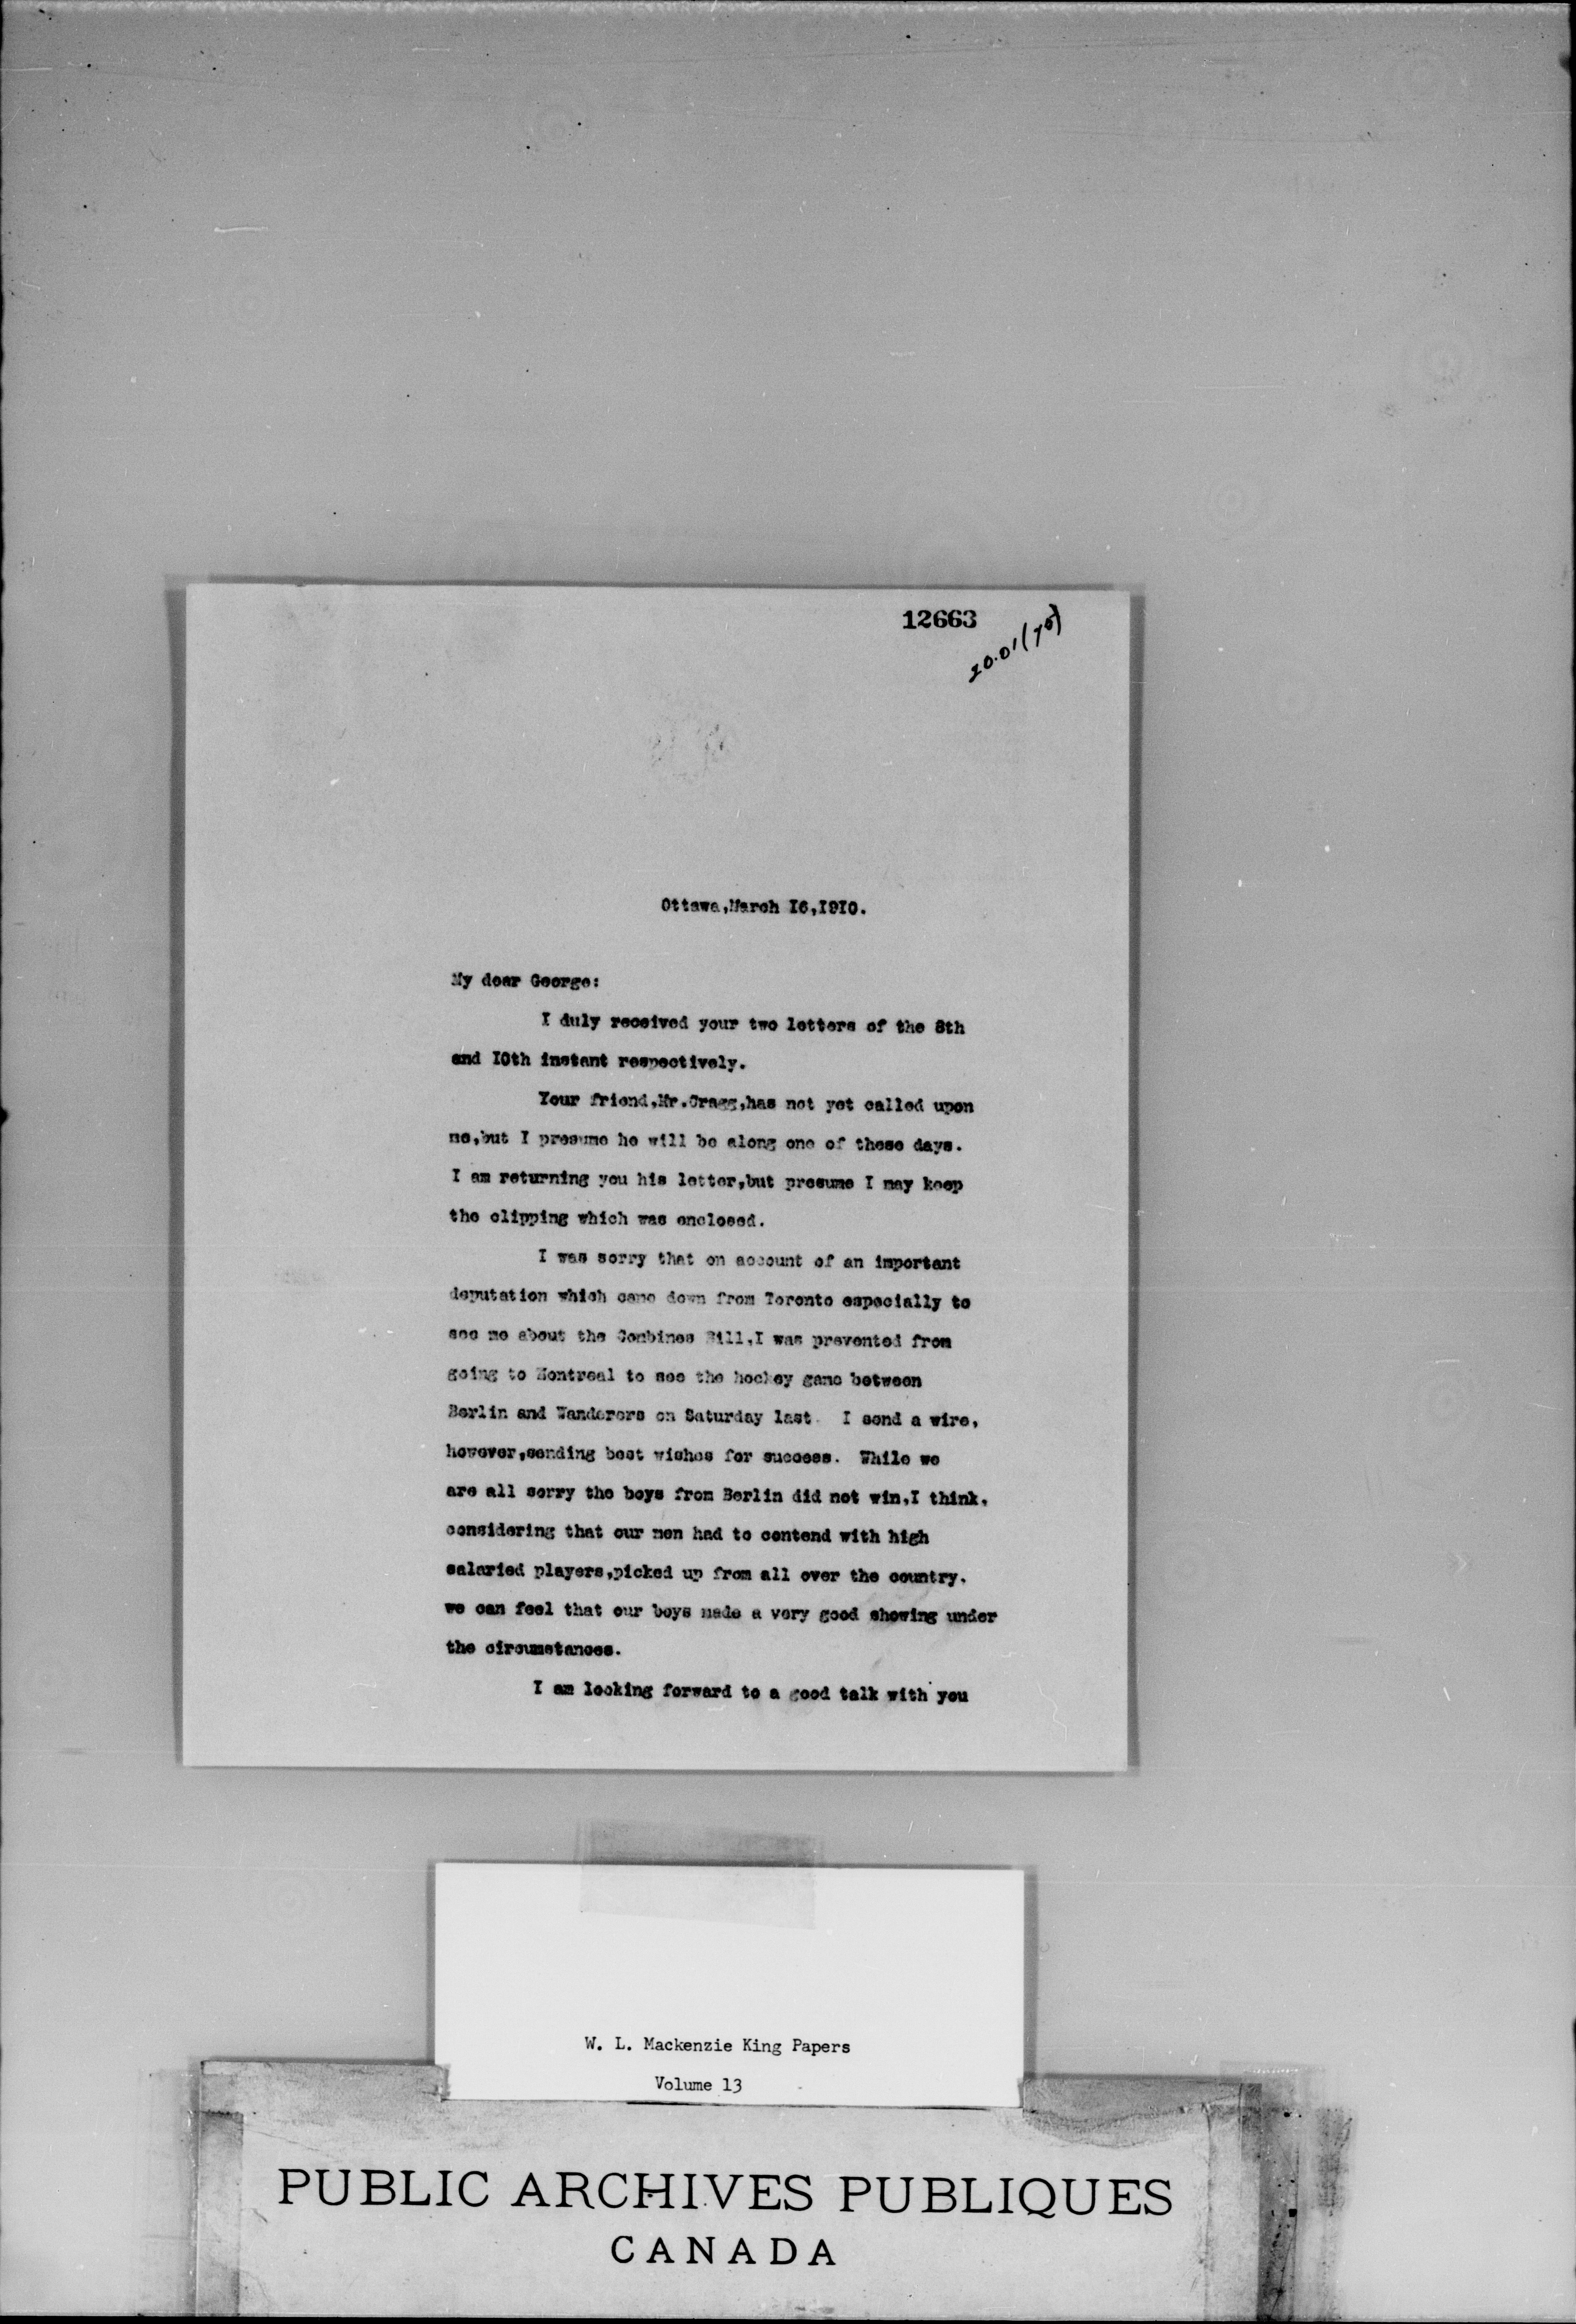 12663
20.01(76)
Ottawa,March I6,I9I0.
My dear George:
I duly received your two letters of the 8th
and I0th instant respectively.
Your friend,Mr.Cragg,has not yet called upon
me,but I presume he will be along one of these days.
I am returning you his letter,but presume I may keep
the clipping which was enclosed.
I was sorry that on account of an important
deputation which came down from Toronto especially to
see me about the Combines Bill,I was prevented from
going to Montreal to see the hockey game between
Berlin and Wanderers on Saturday last. I send a wire,
however,sending best wishes for success. While we
are all sorry the boys from Berlin did not win,I think,
considering that our men had to contend with high
salaried players,picked up from all over the country,
we can feel that our boys made a very good showing under
the circumstances.
I am looking forward to a good talk with you
W. L. Mackenzie King Papers
Volume 13
PUBLIC ARCHIVES PUBLIQUES
CANADA